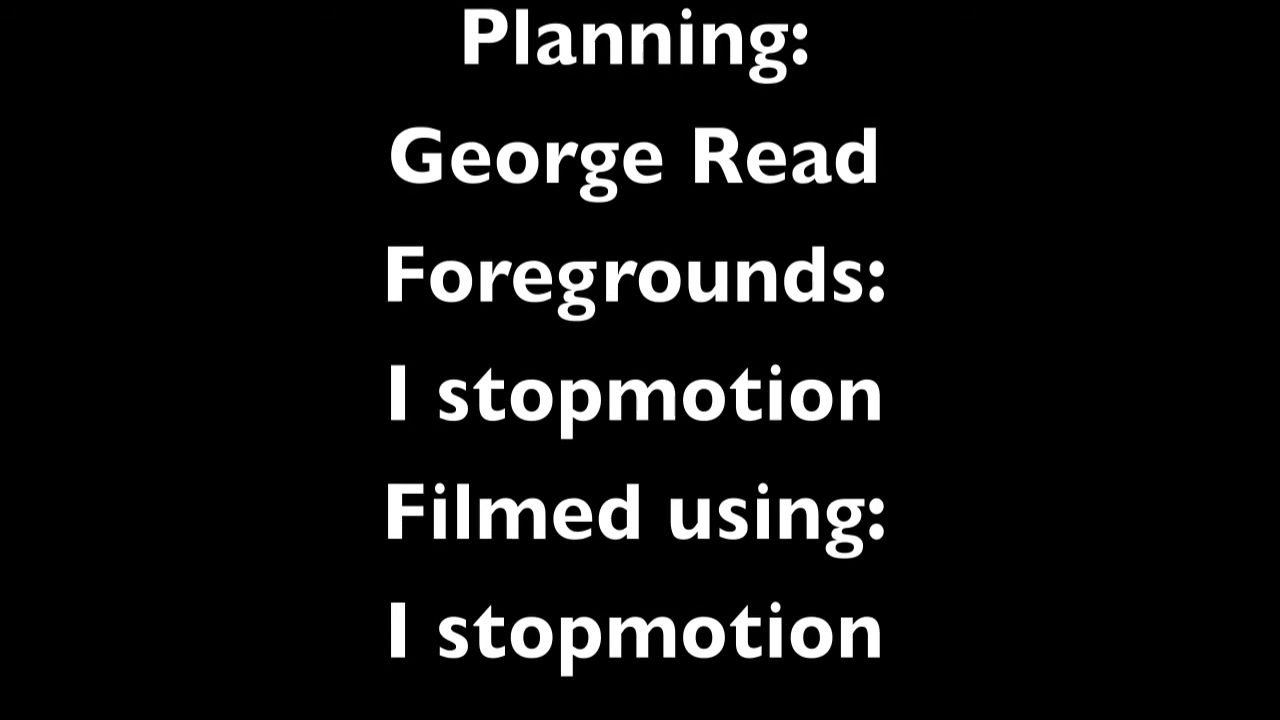 Planning:
George Read
Foregrounds:
I stopmotion
Filmed using:
I stopmotion